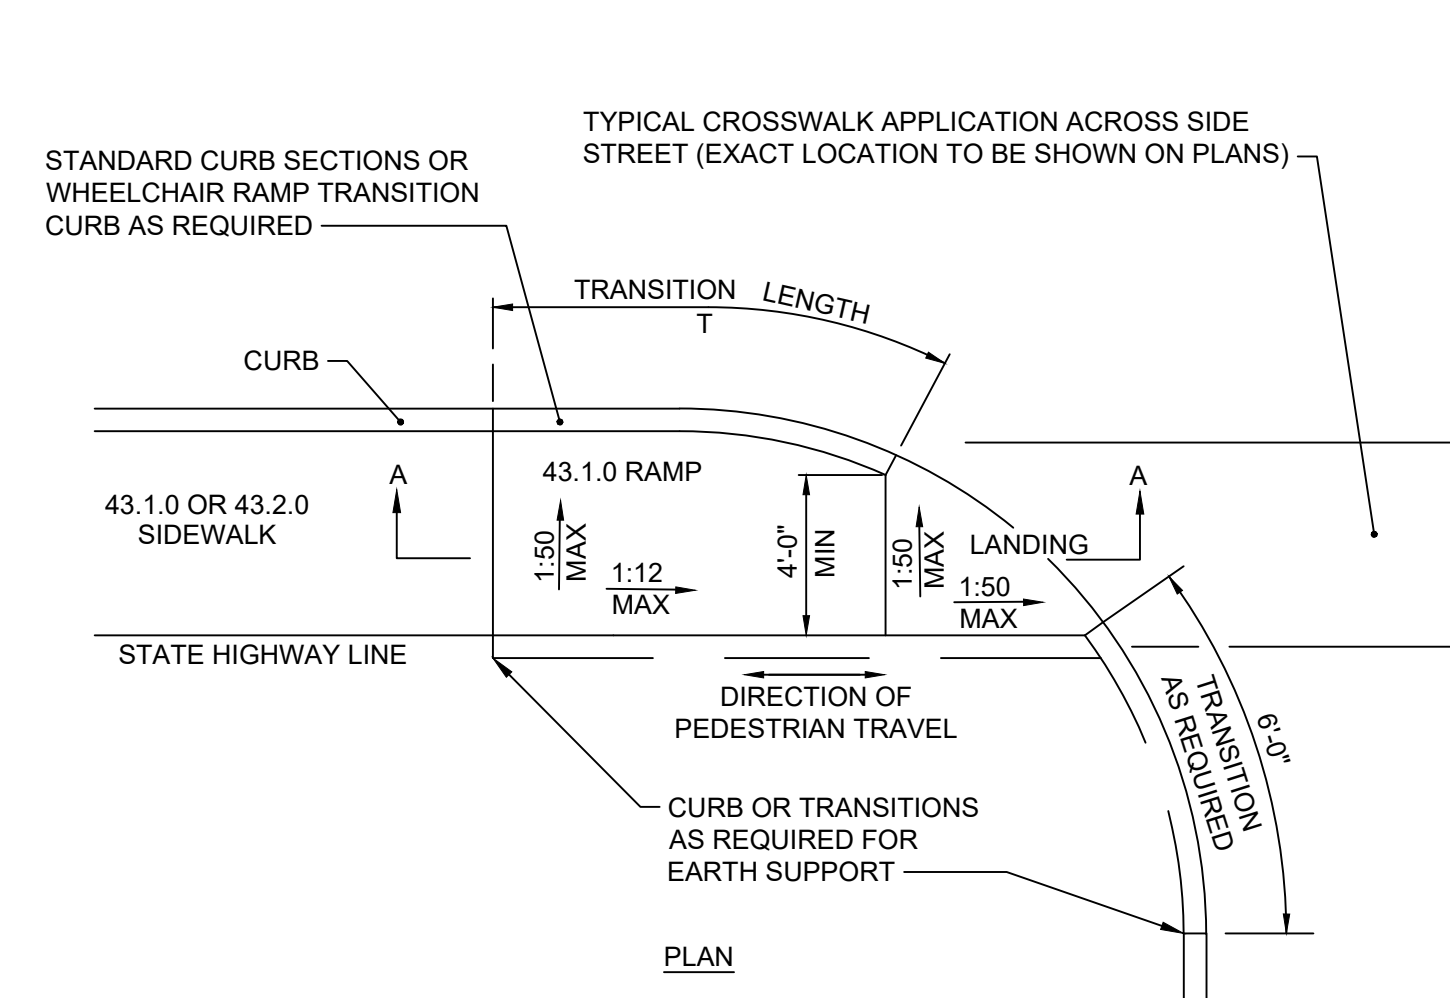 TYPICAL CROSSWALK APPLICATION ACROSS SIDE
STREET (EXACT LOCATION TO BE SHOWN ON PLANS)
STANDARD CURB SECTIONS OR
WHEELCHAIR RAMP TRANSITION
CURB AS REQUIRED
TRANSITION LENGTH
T
CURB
A
A
43.1.0 RAMP
43.1.0 OR 43.2.0
SIDEWALK
1:50
MAX
1:12
MAX
4'-0"
MIN
1:50
MAX
LANDING
1:50
MAX
STATE HIGHWAY LINE
DIRECTION OF
PEDESTRIAN TRAVEL
TRANSITION
AS REQUIRED
6'-0"
CURB OR TRANSITIONS
AS REQUIRED FOR
EARTH SUPPORT
PLAN